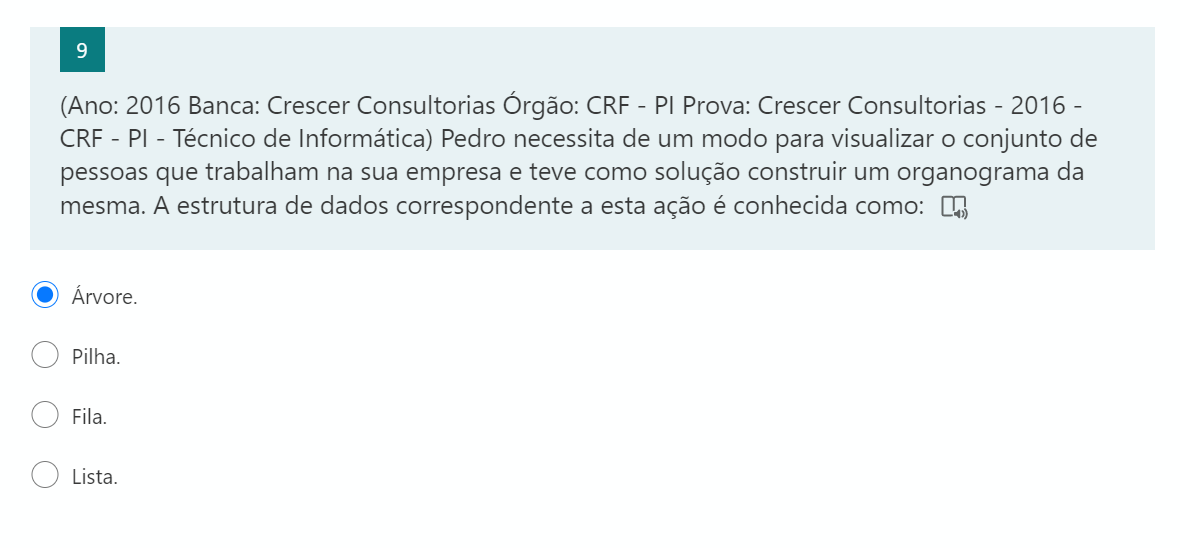 9
(Ano: 2016 Banca: Crescer Consultorias Órgão: CRF - PI Prova: Crescer Consultorias - 2016 -
CRF - PI - Técnico de Informática) Pedro necessita de um modo para visualizar o conjunto de
pessoas que trabalham na sua empresa e teve como solução construir um organograma da
mesma. A estrutura de dados correspondente a esta ação é conhecida como:
Árvore.
Pilha.
Fila.
Lista.